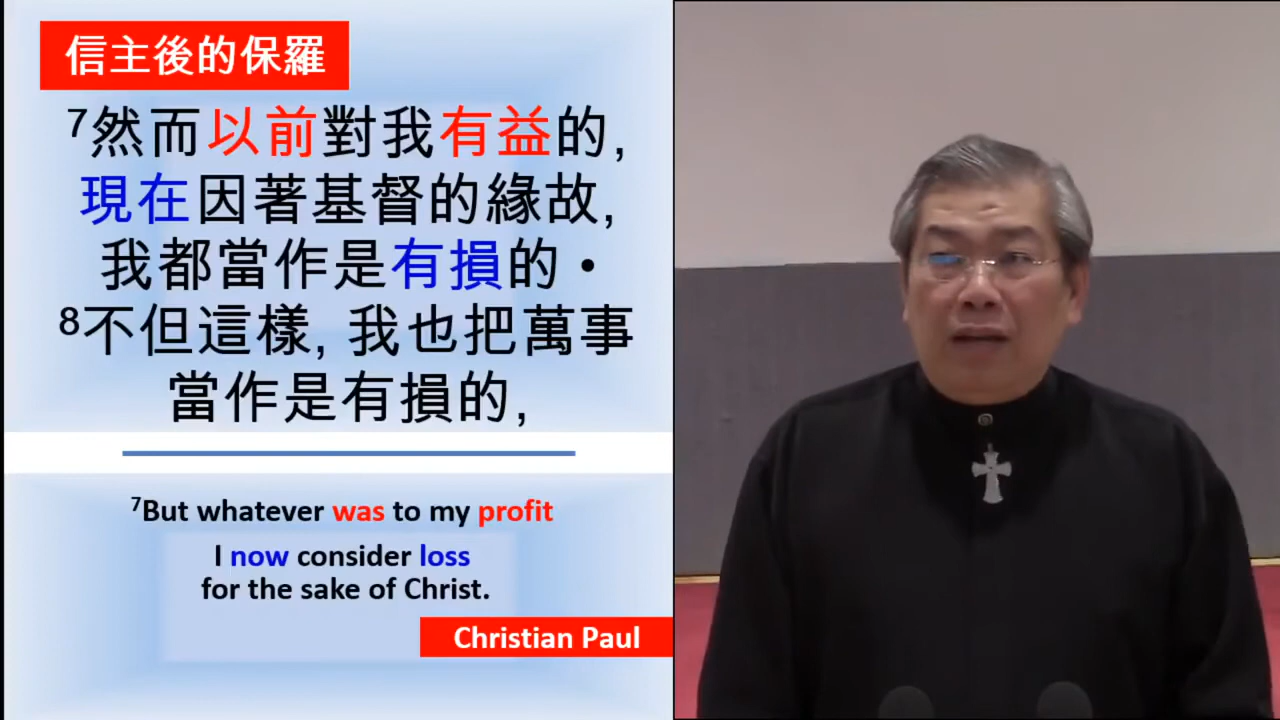 信主後的保羅
7然而以前對我有益的,
現在因著基督的緣故,
我都當作是有損的•
8不但這樣, 我也把萬事
當作是有損的,
7But whatever was to my profit
I now consider loss
for the sake of Christ.
Christian Paul